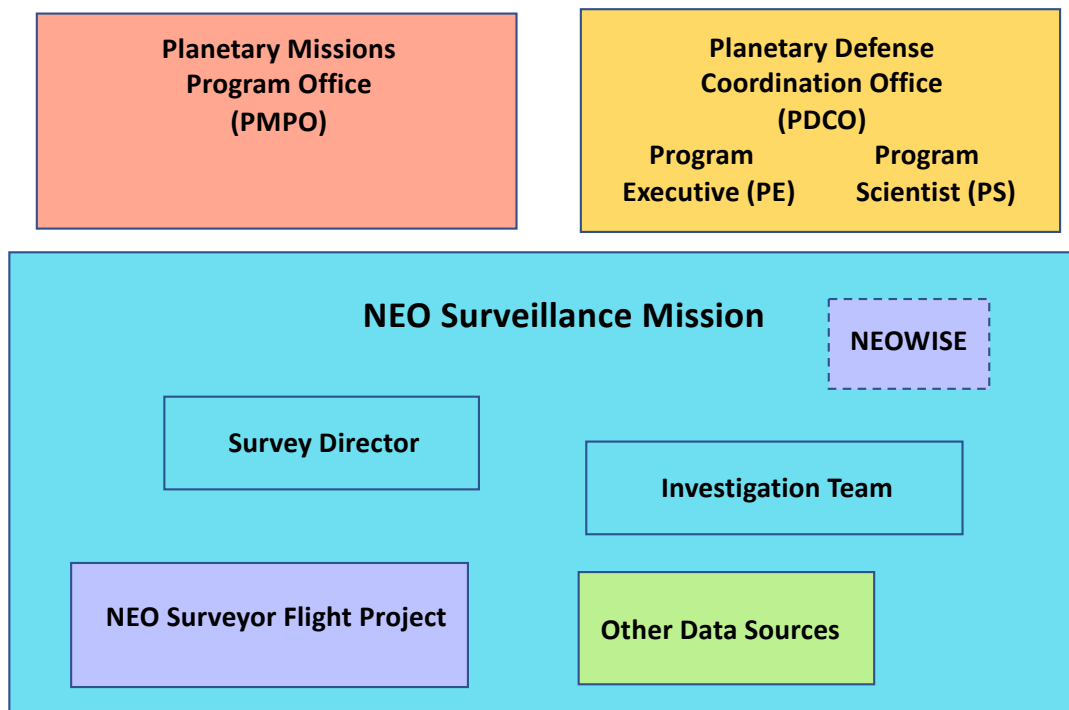 Planetary Missions
Program Office
(PMPO)
Planetary Defense
Coordination Office
(PDCO)
Program
Executive (PE)
Program
Scientist (PS)
NEO Surveillance Mission
NEOWISE
Survey Director
Investigation Team
NEO Surveyor Flight Project
Other Data Sources